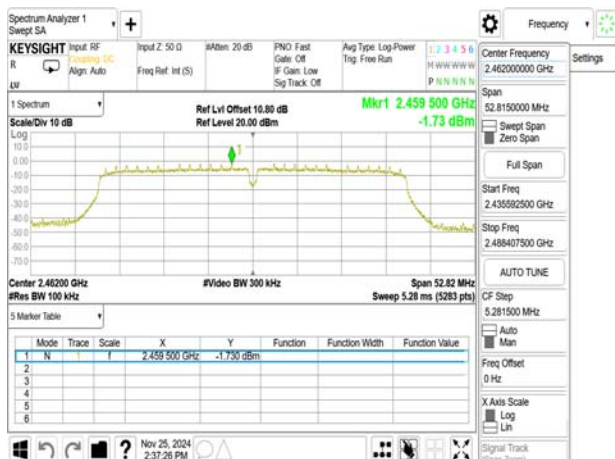 Spectrum Analyzer 1
Swept SA
+
Frequency
KEYSIGHT
Input: RF
Coupling: DC
Align: Auto
Input Z: 50 Ω
Freq Ref: Int (S)
#Atten: 20 dB
PNO: Fast
Gate: Off
IF Gain: Low
Sig Track: Off
Avg Type: Log-Power
Trig: Free Run
1 2 3 4 5 6
M W W W W W
P N N N N N
R
1 Spectrum
Scale/Div 10 dB
Ref Lvl Offset 10.80 dB
Ref Level 20.00 dBm
Mkr1 2.459 500 GHz
-1.73 dBm
Log
10.0
0.00
-10.0
-20.0
-30.0
-40.0
-50.0
-60.0
-70.0
1
Center 2.46200 GHz
#Res BW 100 kHz
#Video BW 300 kHz
Span 52.82 MHz
Sweep 5.28 ms (5283 pts)
5 Marker Table
Mode Trace Scale X Y Function Function Width Function Value
1 N 1 f 2.459 500 GHz -1.730 dBm
2
3
4
5
6
?
Nov 25, 2024
2:37:26 PM
Center Frequency
2.462000000 GHz
Settings
Span
52.8150000 MHz
Swept Span
Zero Span
Full Span
Start Freq
2.435592500 GHz
Stop Freq
2.488407500 GHz
AUTO TUNE
CF Step
5.281500 MHz
Auto
Man
Freq Offset
0 Hz
X Axis Scale
Log
Lin
Signal Track